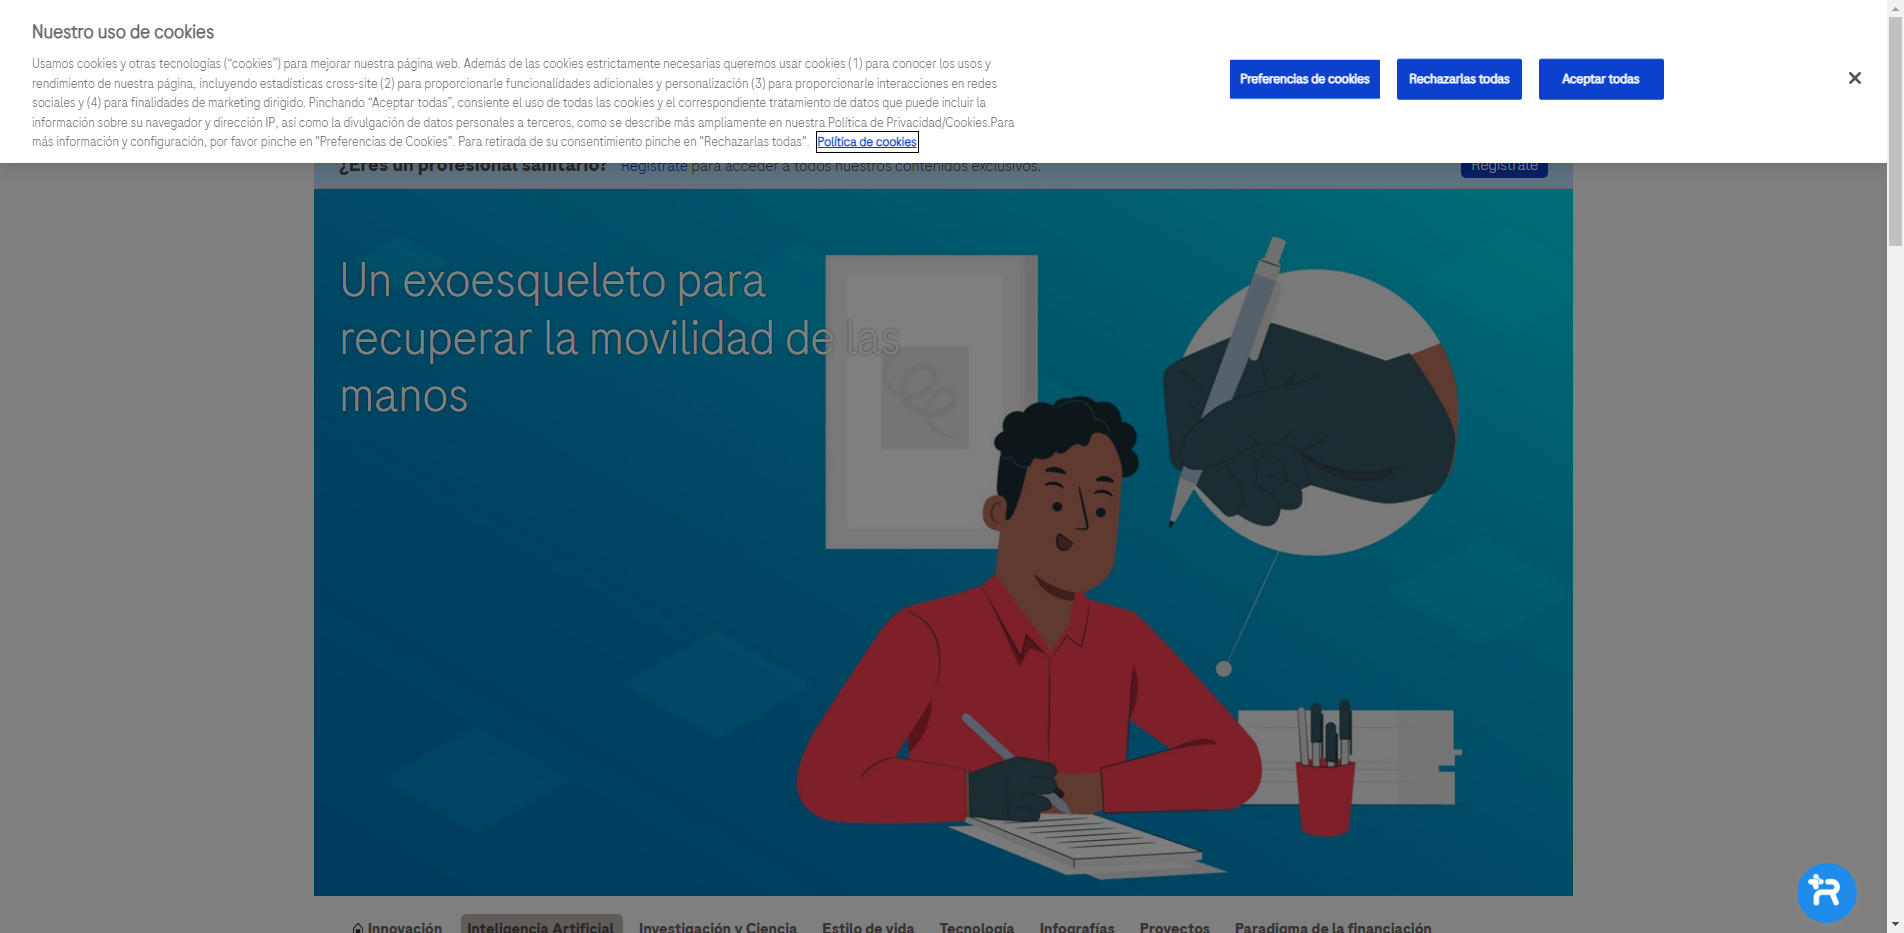 Nuestro uso de cookies
Usamos cookies y otras tecnologías (“cookies”) para mejorar nuestra página web. Además de las cookies estrictamente necesarias queremos usar cookies (1) para conocer los usos y
rendimiento de nuestra página, incluyendo estadísticas cross-site (2) para proporcionarle funcionalidades adicionales y personalización (3) para proporcionarle interacciones en redes
sociales y (4) para finalidades de marketing dirigido. Pinchando “Aceptar todas”, consiente el uso de todas las cookies y el correspondiente tratamiento de datos que puede incluir la
información sobre su navegador y dirección IP, así como la divulgación de datos personales a terceros, como se describe más ampliamente en nuestra Política de Privacidad/Cookies.Para
más información y configuración, por favor pinche en "Preferencias de Cookies". Para retirada de su consentimiento pinche en "Rechazarlas todas". Política de cookies
Preferencias de cookies
Rechazarlas todas
Aceptar todas
¿Eres un profesional sanitario? Regístrate para acceder a todos nuestros contenidos exclusivos.
Regístrate
Un exoesqueleto para
recuperar la movilidad de las
manos
R
Innovación Inteligencia Artificial Investigación y Ciencia Estilo de vida Tecnología Infografías Proyectos Paradigma de la financiación